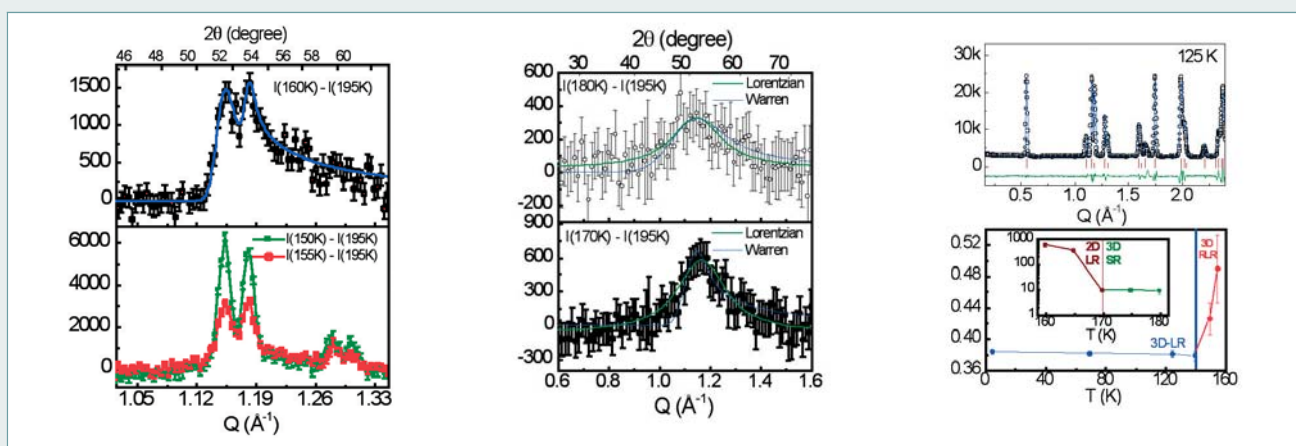 2θ (degree)
46 48 50 52 54 56 58 60
1500
1000
500
0
I(160K) - I(195K)
6000
4000
2000
0
I(150K) - I(195K)
I(155K) - I(195K)
1.05 1.12 1.19 1.26 1.33
Q (Å-1)
2θ (degree)
30 40 50 60 70
600
400
200
0
-200
I(180K) - I(195K)
Lorentzian
Warren
900
600
300
0
-300
I(170K) - I(195K)
Lorentzian
Warren
0.6 0.8 1.0 1.2 1.4 1.6
Q (Å-1)
30k
20k
10k
0
125 K
0.5 1.0 1.5 2.0
Q (Å-1)
0.52
0.48
0.44
0.40
0.36
1000
100
10
1
2D 3D
LR SR
160 170 180
T (K)
3D
RLR
3D-LR
0 40 80 120 160
T (K)